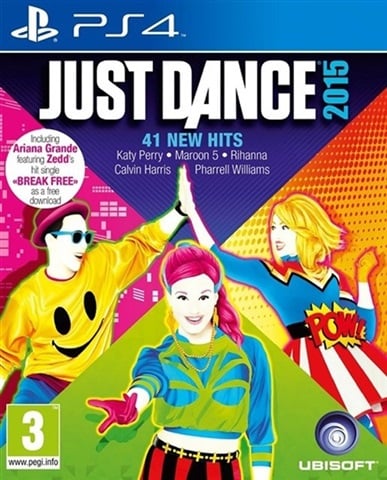 PS4
JUST DANCE 2015
41 NEW HITS
Katy Perry • Maroon 5 • Rihanna
Calvin Harris • Pharrell Williams
Including
Ariana Grande
featuring Zedd's
hit single
«BREAK FREE»
as a free
download
POW!
3
www.pegi.info
UBISOFT